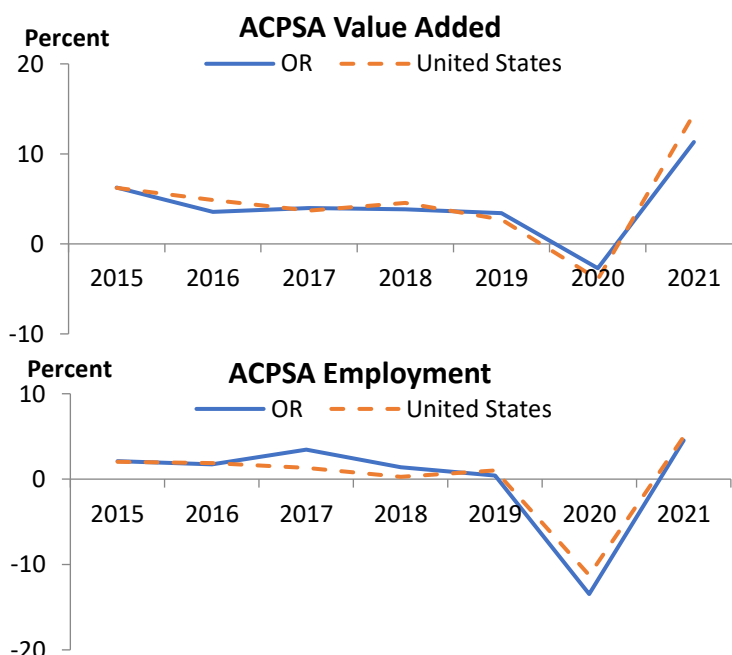 ACPSA Value Added
Percent
OR United States
20
10
0
2015 2016 2017 2018 2019 2020 2021
-10
Percent
ACPSA Employment
10
OR United States
0
2015 2016 2017 2018 2019 2020 2021
-10
-20